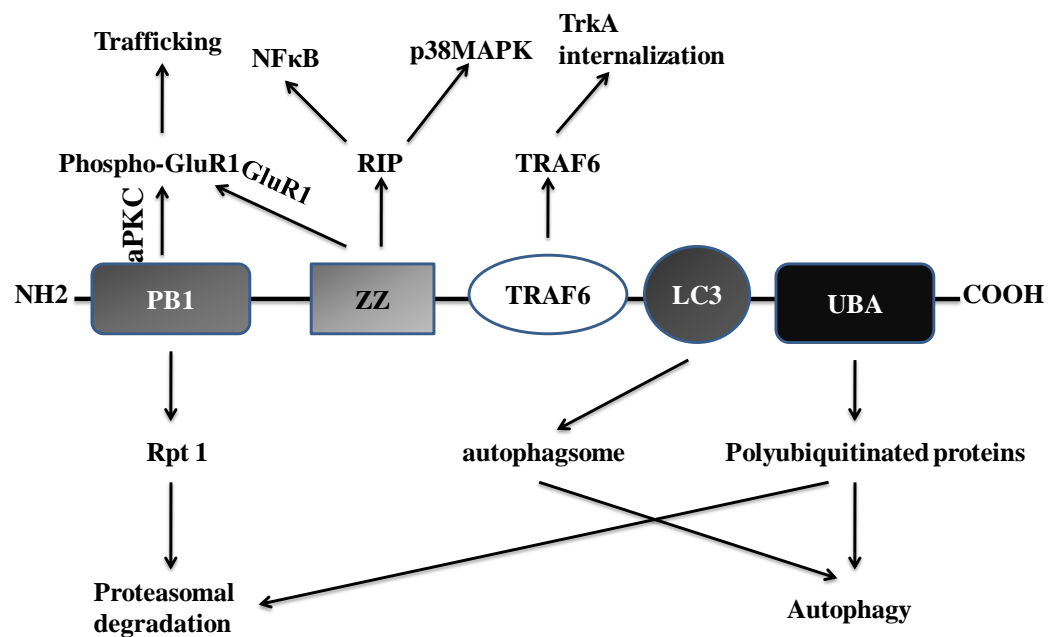 Trafficking
NFκB
p38MAPK
TrkA
internalization
Phospho-GluR1
GluR1
RIP
TRAF6
aPKC
NH2
PB1
ZZ
TRAF6
LC3
UBA
COOH
Rpt 1
autophagsome
Polyubiquitinated proteins
Proteasomal
degradation
Autophagy